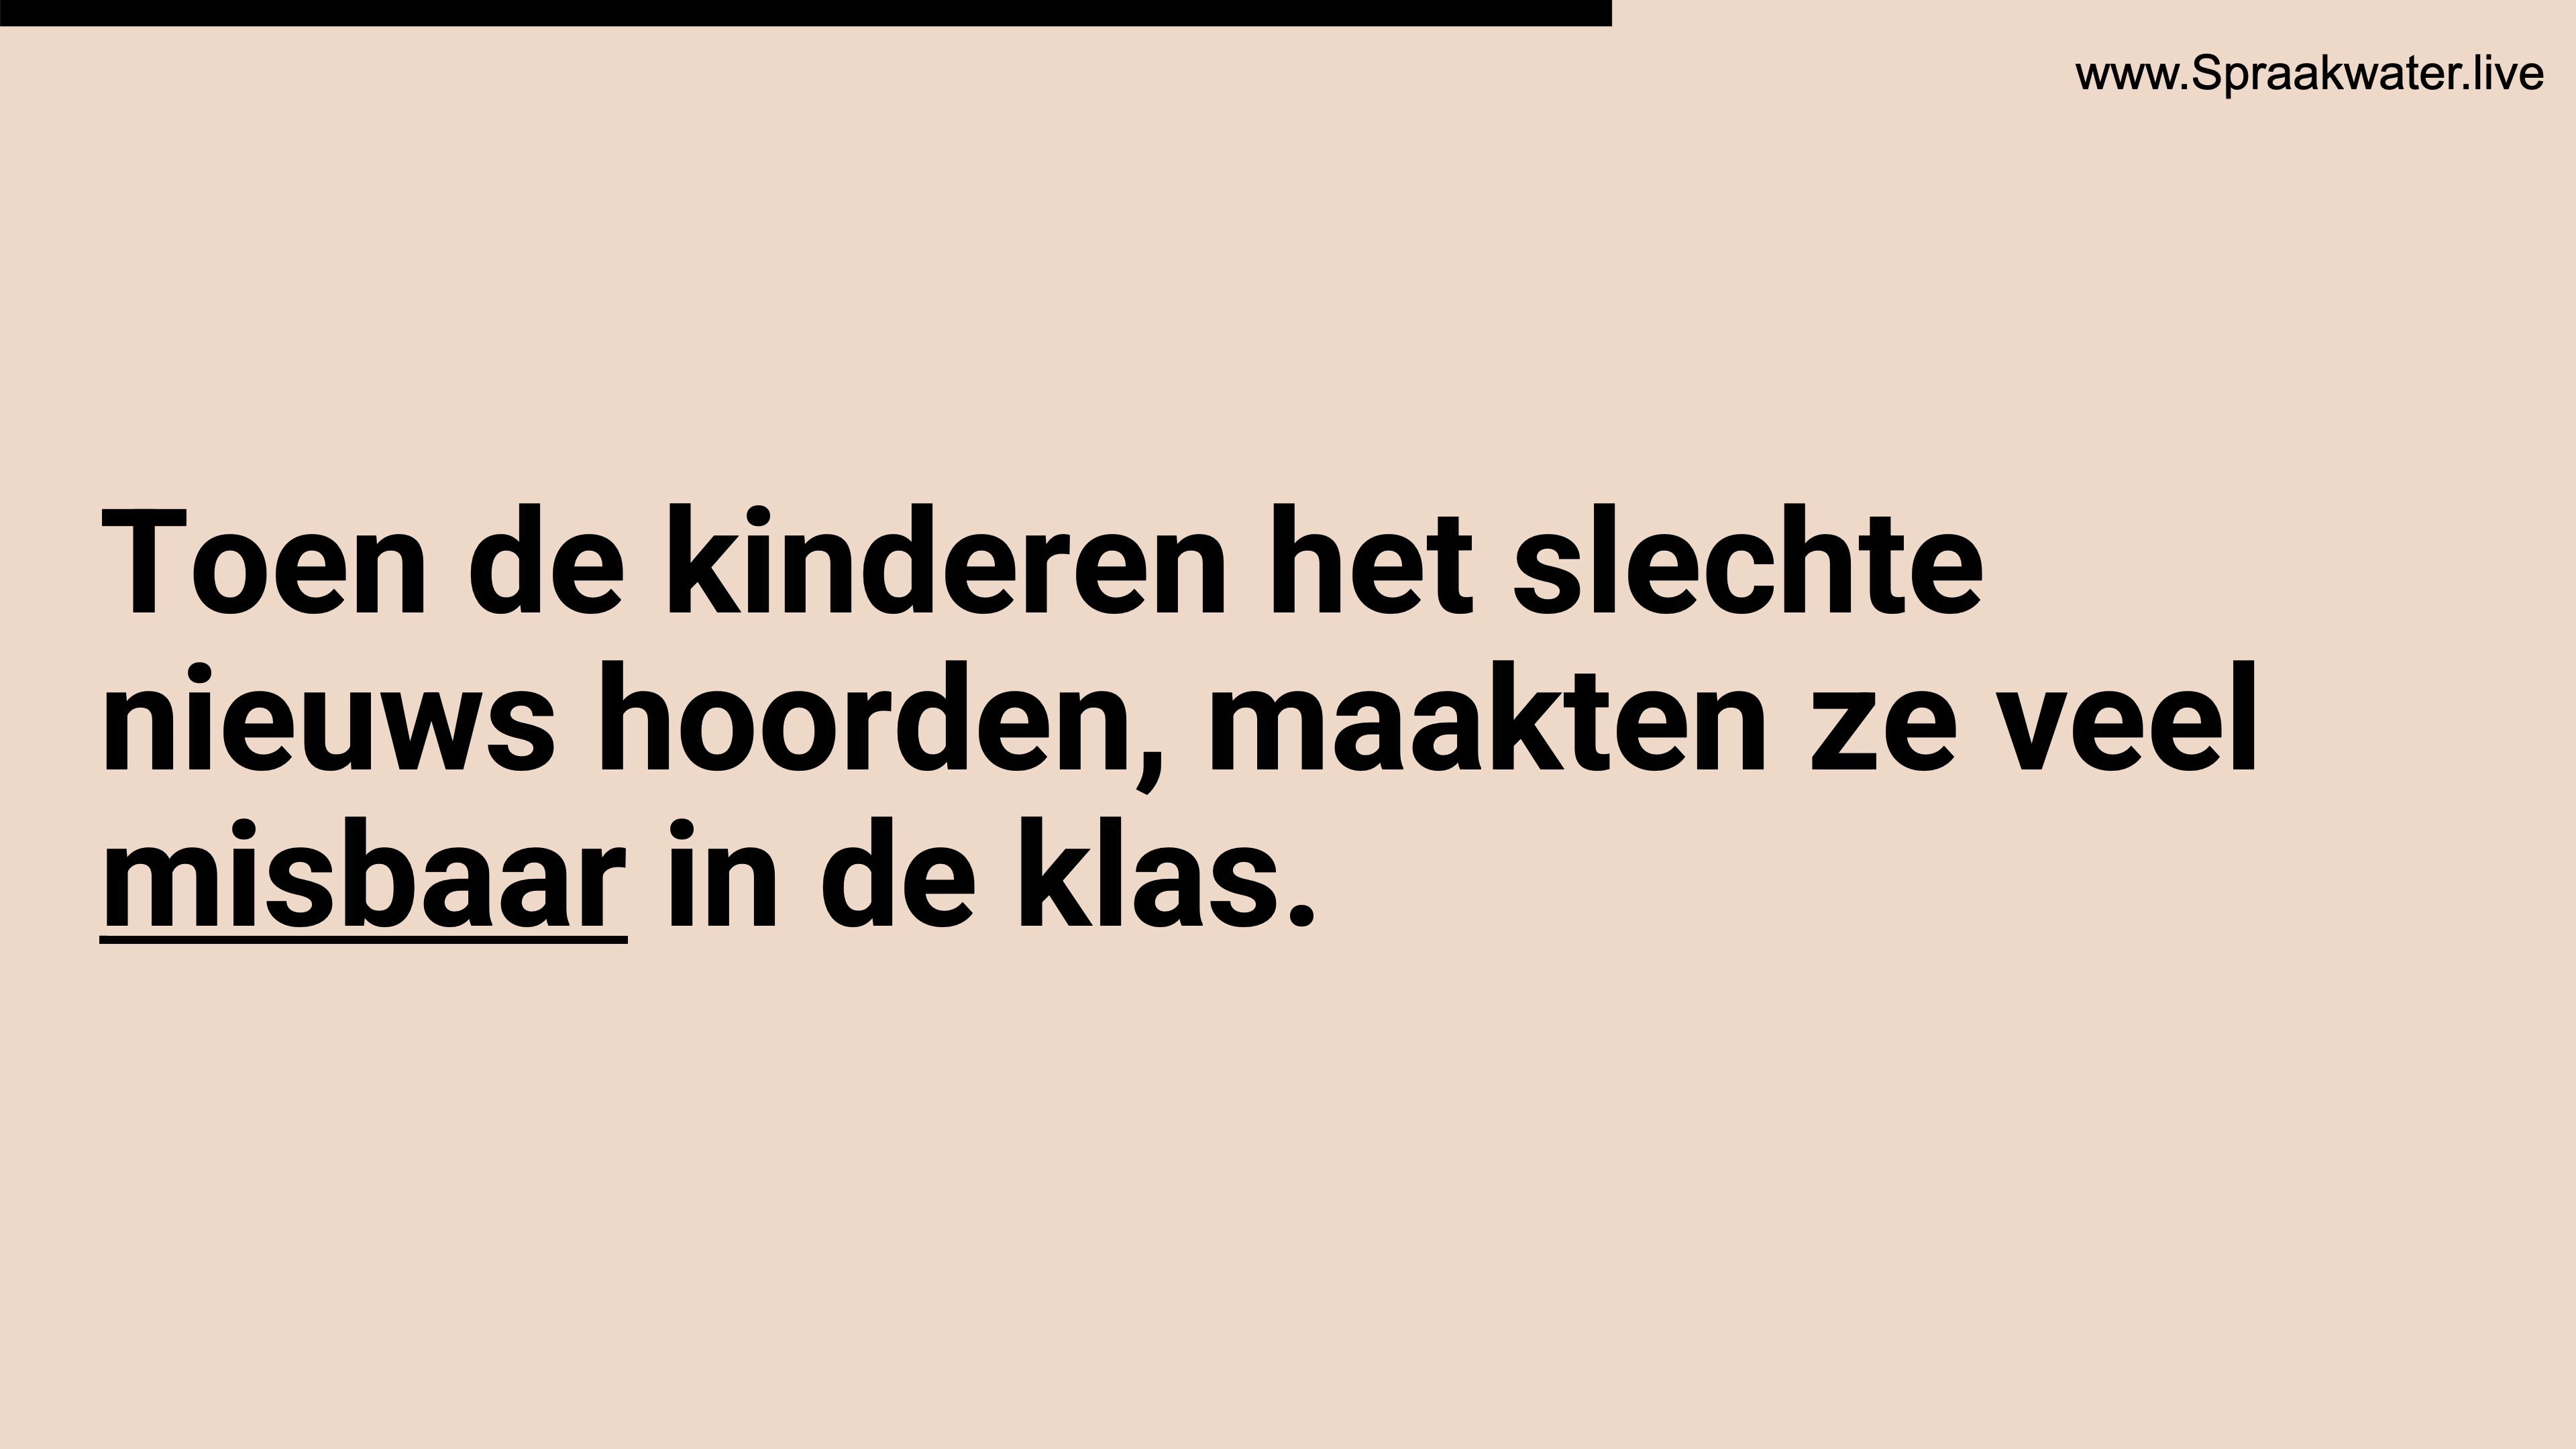 www.Spraakwater.live
Toen de kinderen het slechte
nieuws hoorden, maakten ze veel
misbaar in de klas.